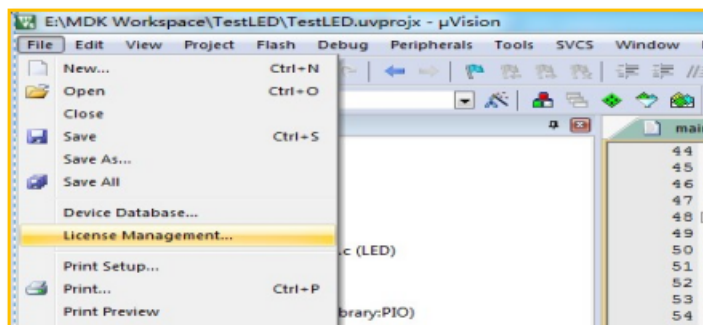 E:\MDK Workspace\TestLED\TestLED.uvprojx - µVision
File Edit View Project Flash Debug Peripherals Tools SVCS Window
New... Ctrl+N
Open Ctrl+O
Close
Save Ctrl+S
Save As...
Save All
Device Database...
License Management...
Print Setup...
Print... Ctrl+P
Print Preview
.c (LED)
brary:PIO)
mai
44
45
46
47
48
49
50
51
52
53
54